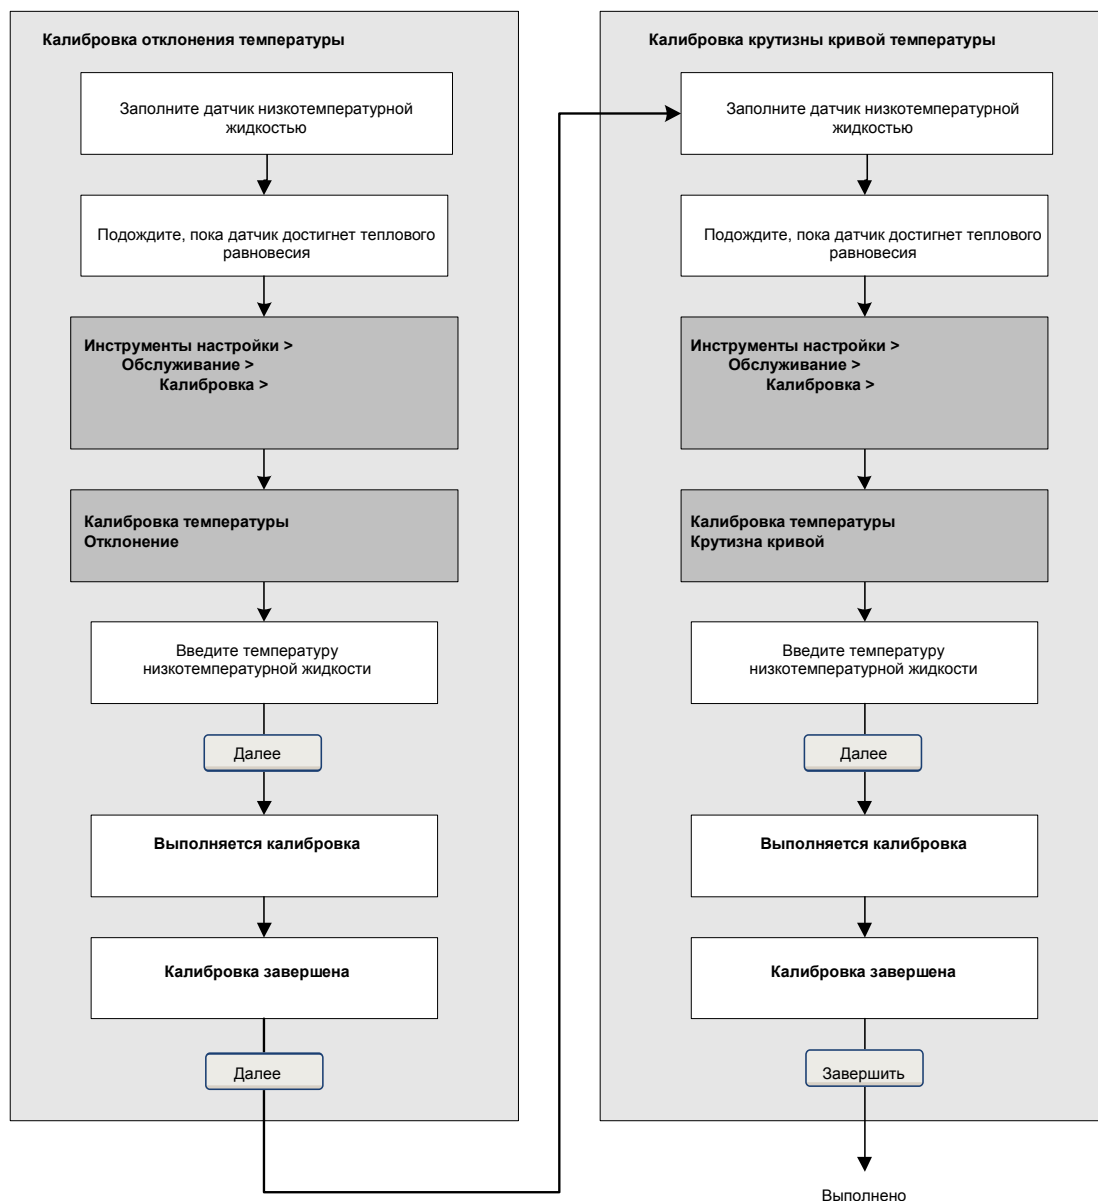 Калибровка отклонения температуры
Заполните датчик низкотемпературной
жидкостью
Подождите, пока датчик достигнет теплового
равновесия
Инструменты настройки >
Обслуживание >
Калибровка >
Калибровка температуры
Отклонение
Введите температуру
низкотемпературной жидкости
Далее
Выполняется калибровка
Калибровка завершена
Далее
Калибровка крутизны кривой температуры
Заполните датчик низкотемпературной
жидкостью
Подождите, пока датчик достигнет теплового
равновесия
Инструменты настройки >
Обслуживание >
Калибровка >
Калибровка температуры
Крутизна кривой
Введите температуру
низкотемпературной жидкости
Далее
Выполняется калибровка
Калибровка завершена
Завершить
Выполнено